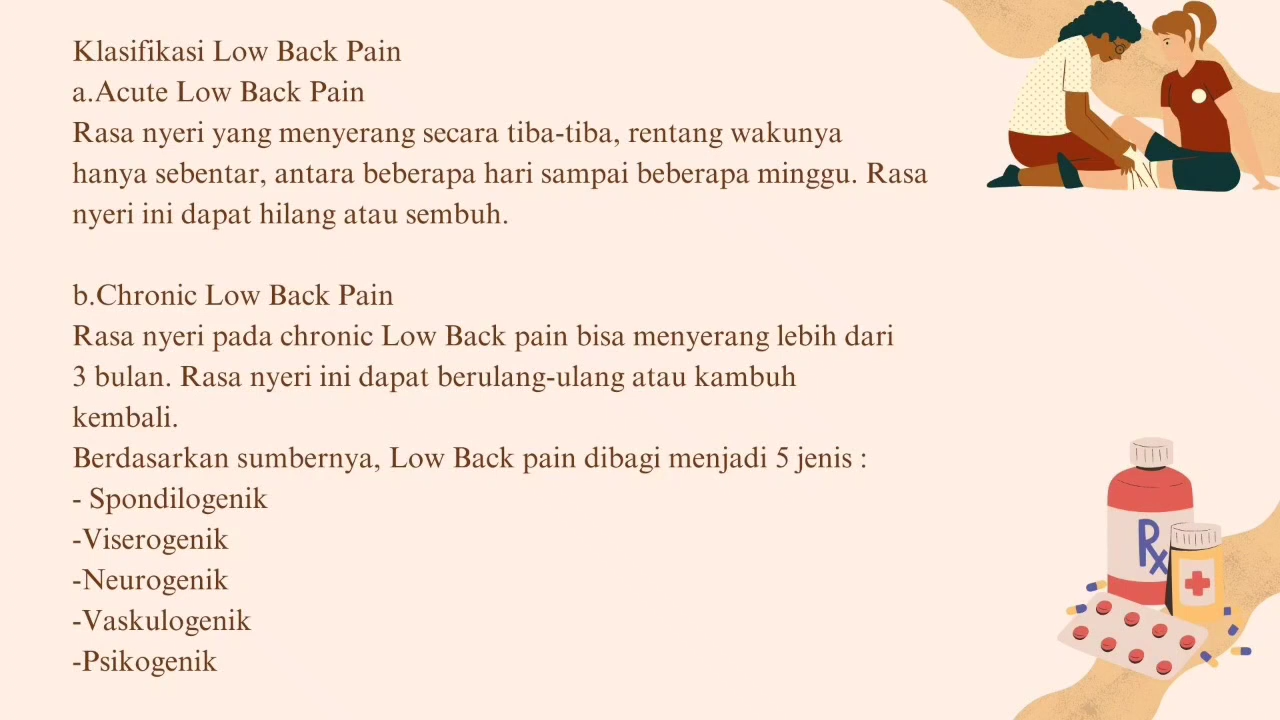 Klasifikasi Low Back Pain
a.Acute Low Back Pain
Rasa nyeri yang menyerang secara tiba-tiba, rentang wakunya
hanya sebentar, antara beberapa hari sampai beberapa minggu. Rasa
nyeri ini dapat hilang atau sembuh.
b.Chronic Low Back Pain
Rasa nyeri pada chronic Low Back pain bisa menyerang lebih dari
3 bulan. Rasa nyeri ini dapat berulang-ulang atau kambuh
kembali.
Berdasarkan sumbernya, Low Back pain dibagi menjadi 5 jenis :
- Spondilogenik
-Viserogenik
-Neurogenik
-Vaskulogenik
-Psikogenik
Rx